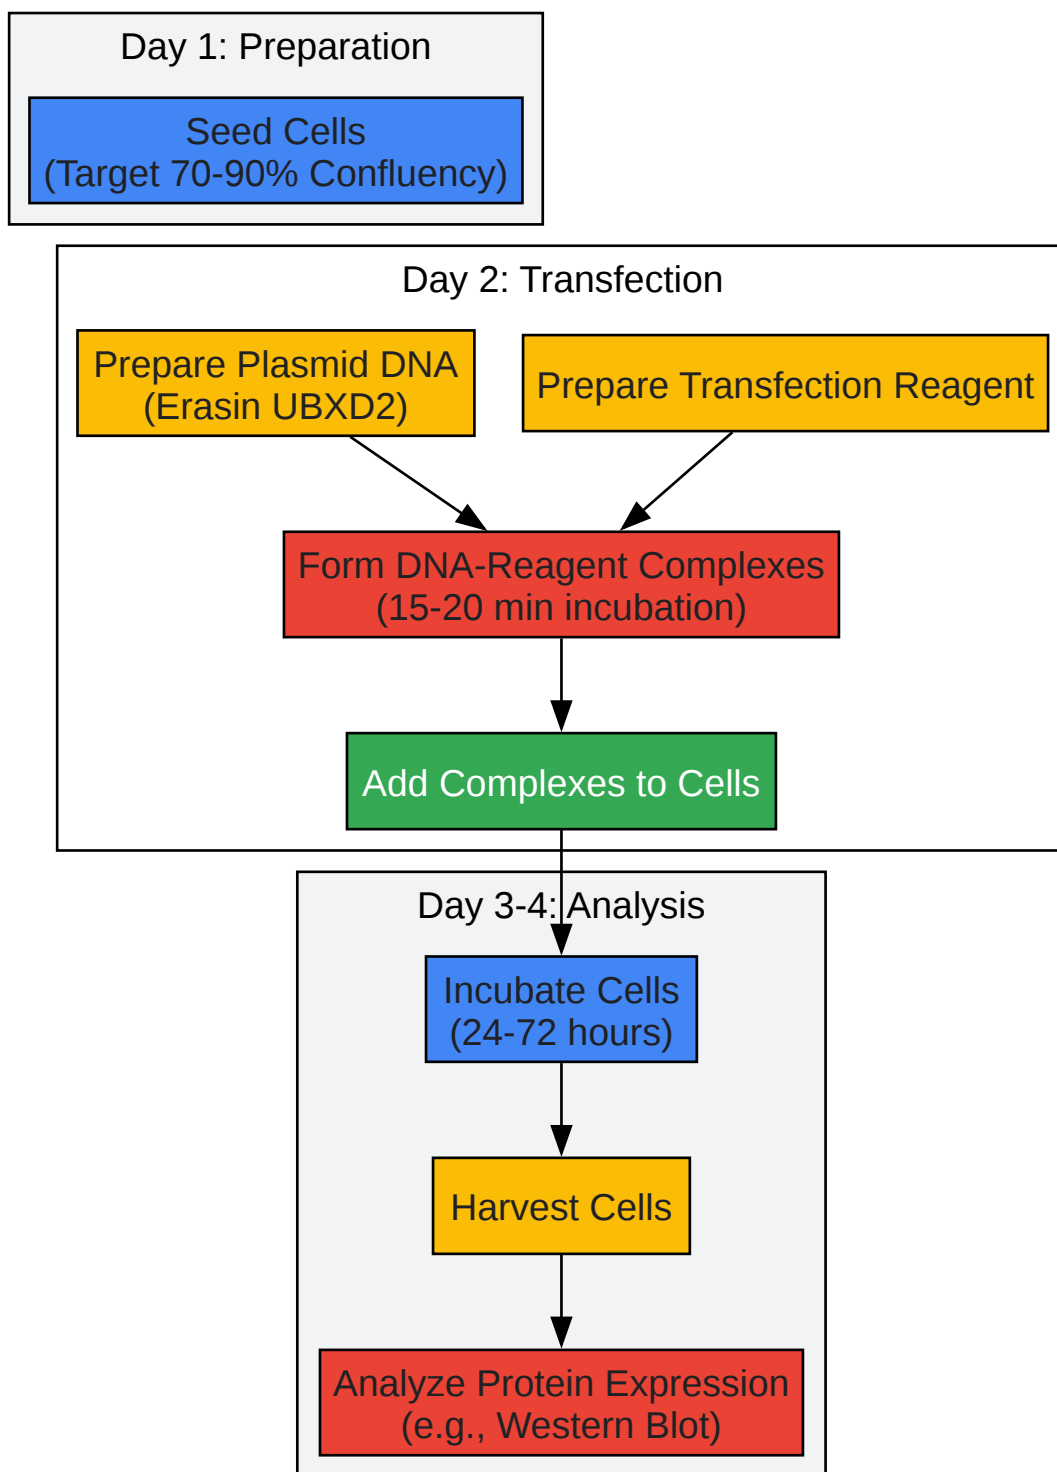 Day 1: Preparation
Seed Cells
(Target 70-90% Confluency)
Day 2: Transfection
Prepare Plasmid DNA
(Erasin UBXD2)
Prepare Transfection Reagent
Form DNA-Reagent Complexes
(15-20 min incubation)
Add Complexes to Cells
Day 3-4: Analysis
Incubate Cells
(24-72 hours)
Harvest Cells
Analyze Protein Expression
(e.g., Western Blot)